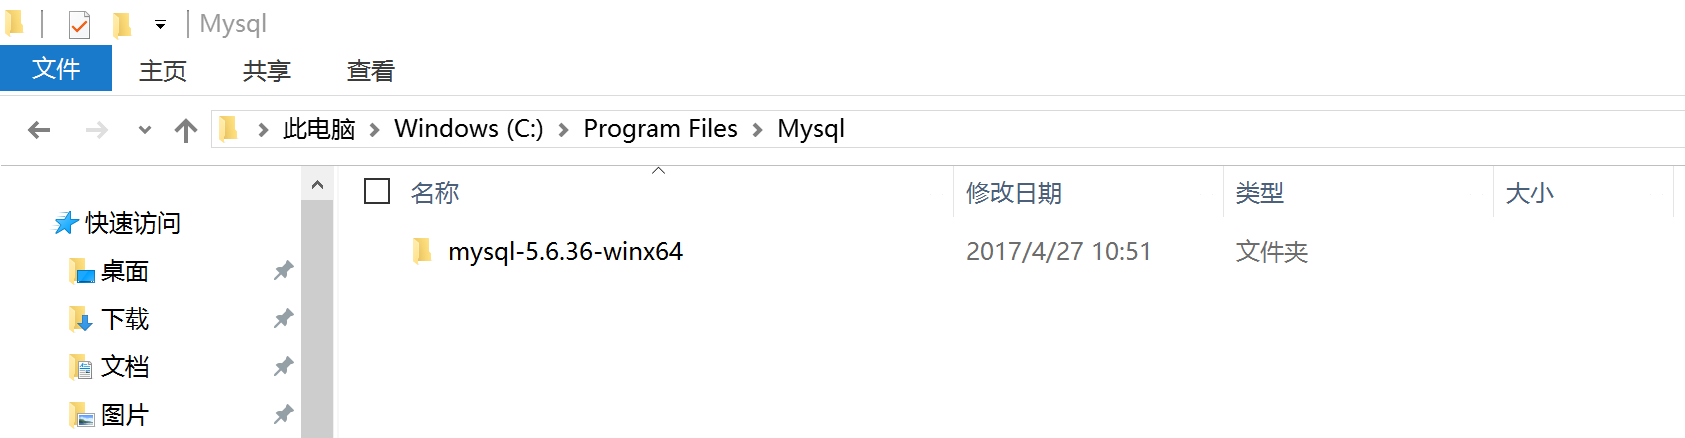 Mysql
文件 主页 共享 查看
此电脑 Windows (C:) Program Files Mysql
名称 修改日期 类型 大小
快速访问
mysql-5.6.36-winx64 2017/4/27 10:51 文件夹
桌面
下载
文档
图片